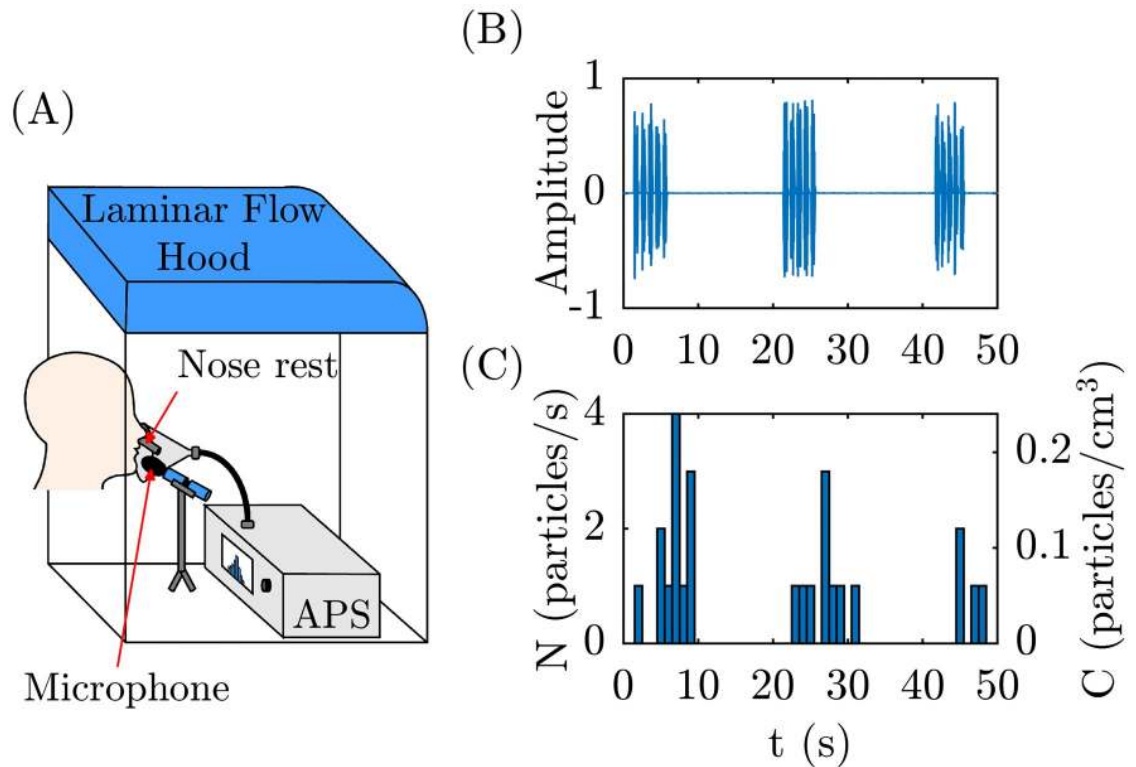 (A)
Laminar Flow
Hood
Nose rest
APS
Microphone
(B)
Amplitude
1
0
-1
0 10 20 30 40 50
(C)
N (particles/s)
4
2
0
C (particles/cm³)
0.2
0.1
0
0 10 20 30 40 50
t (s)